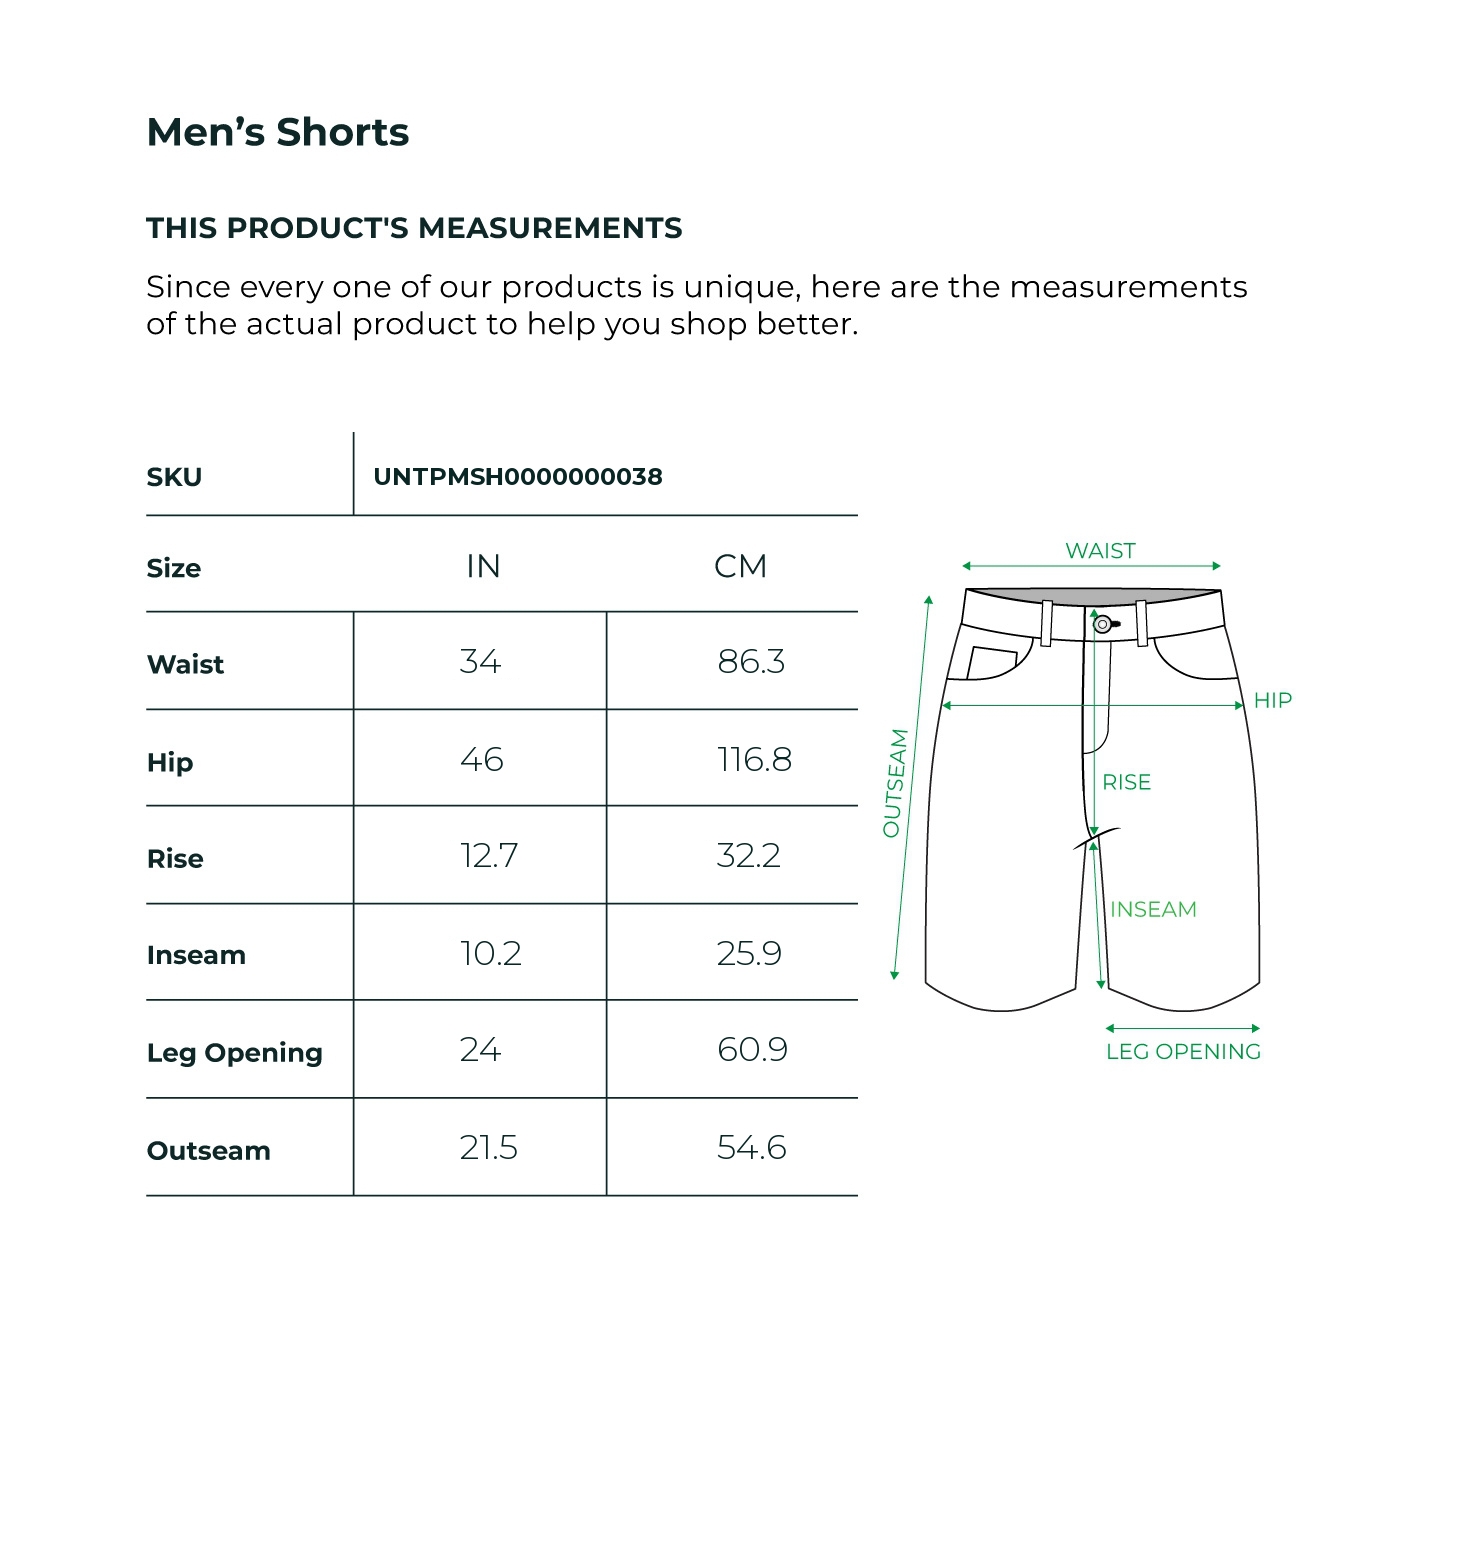 Men’s Shorts
THIS PRODUCT'S MEASUREMENTS
Since every one of our products is unique, here are the measurements
of the actual product to help you shop better.
SKU UNTPMSH0000000038
Size IN CM
Waist 34 86.3
Hip 46 116.8
Rise 12.7 32.2
Inseam 10.2 25.9
Leg Opening 24 60.9
Outseam 21.5 54.6
WAIST
HIP
OUTSEAM
RISE
INSEAM
LEG OPENING